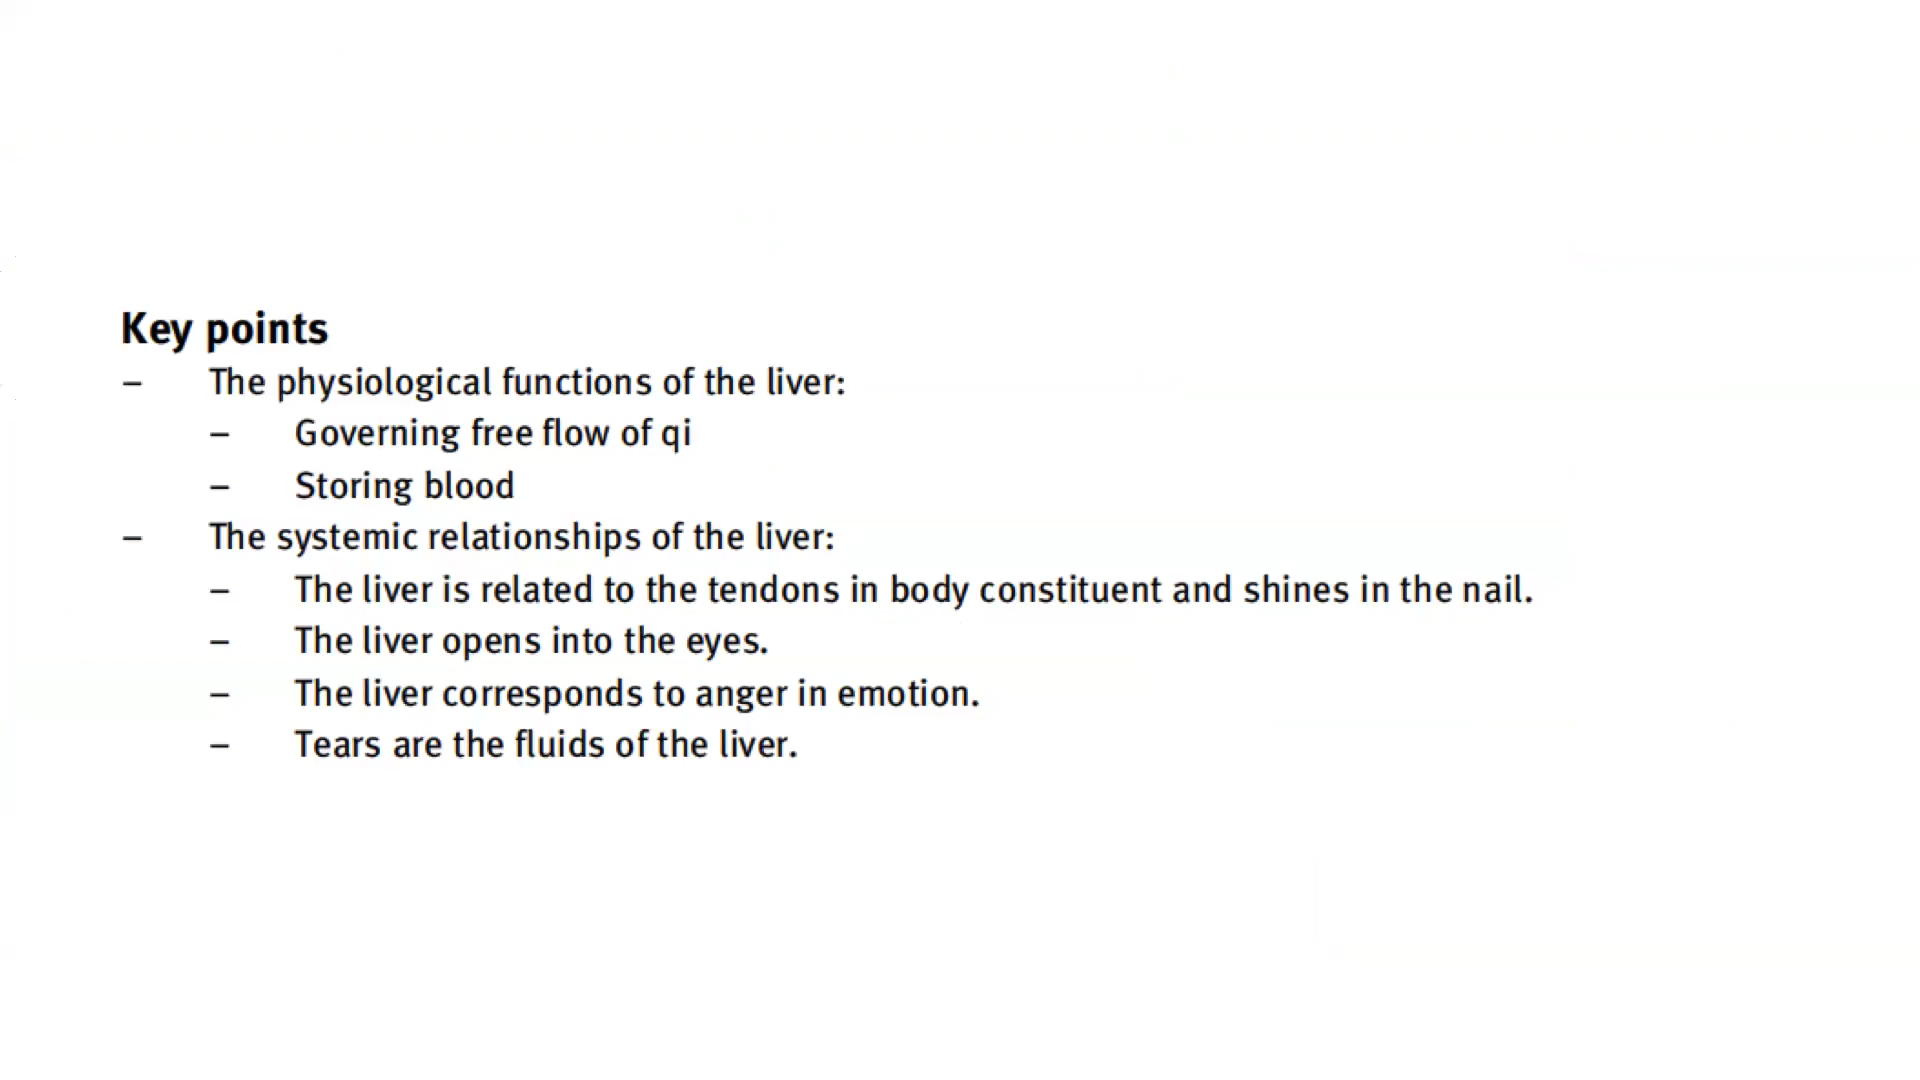 Key points
– The physiological functions of the liver:
– Governing free flow of qi
– Storing blood
– The systemic relationships of the liver:
– The liver is related to the tendons in body constituent and shines in the nail.
– The liver opens into the eyes.
– The liver corresponds to anger in emotion.
– Tears are the fluids of the liver.